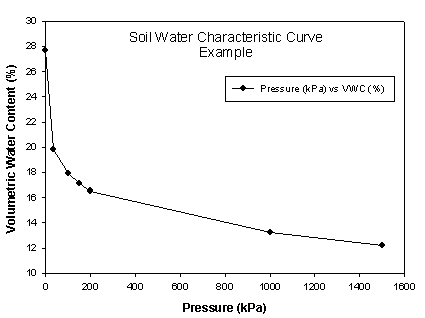 Soil Water Characteristic Curve
Example
Pressure (kPa) vs VWC (%)
Volumetric Water Content (%)
30
28
26
24
22
20
18
16
14
12
10
0 200 400 600 800 1000 1200 1400 1600
Pressure (kPa)